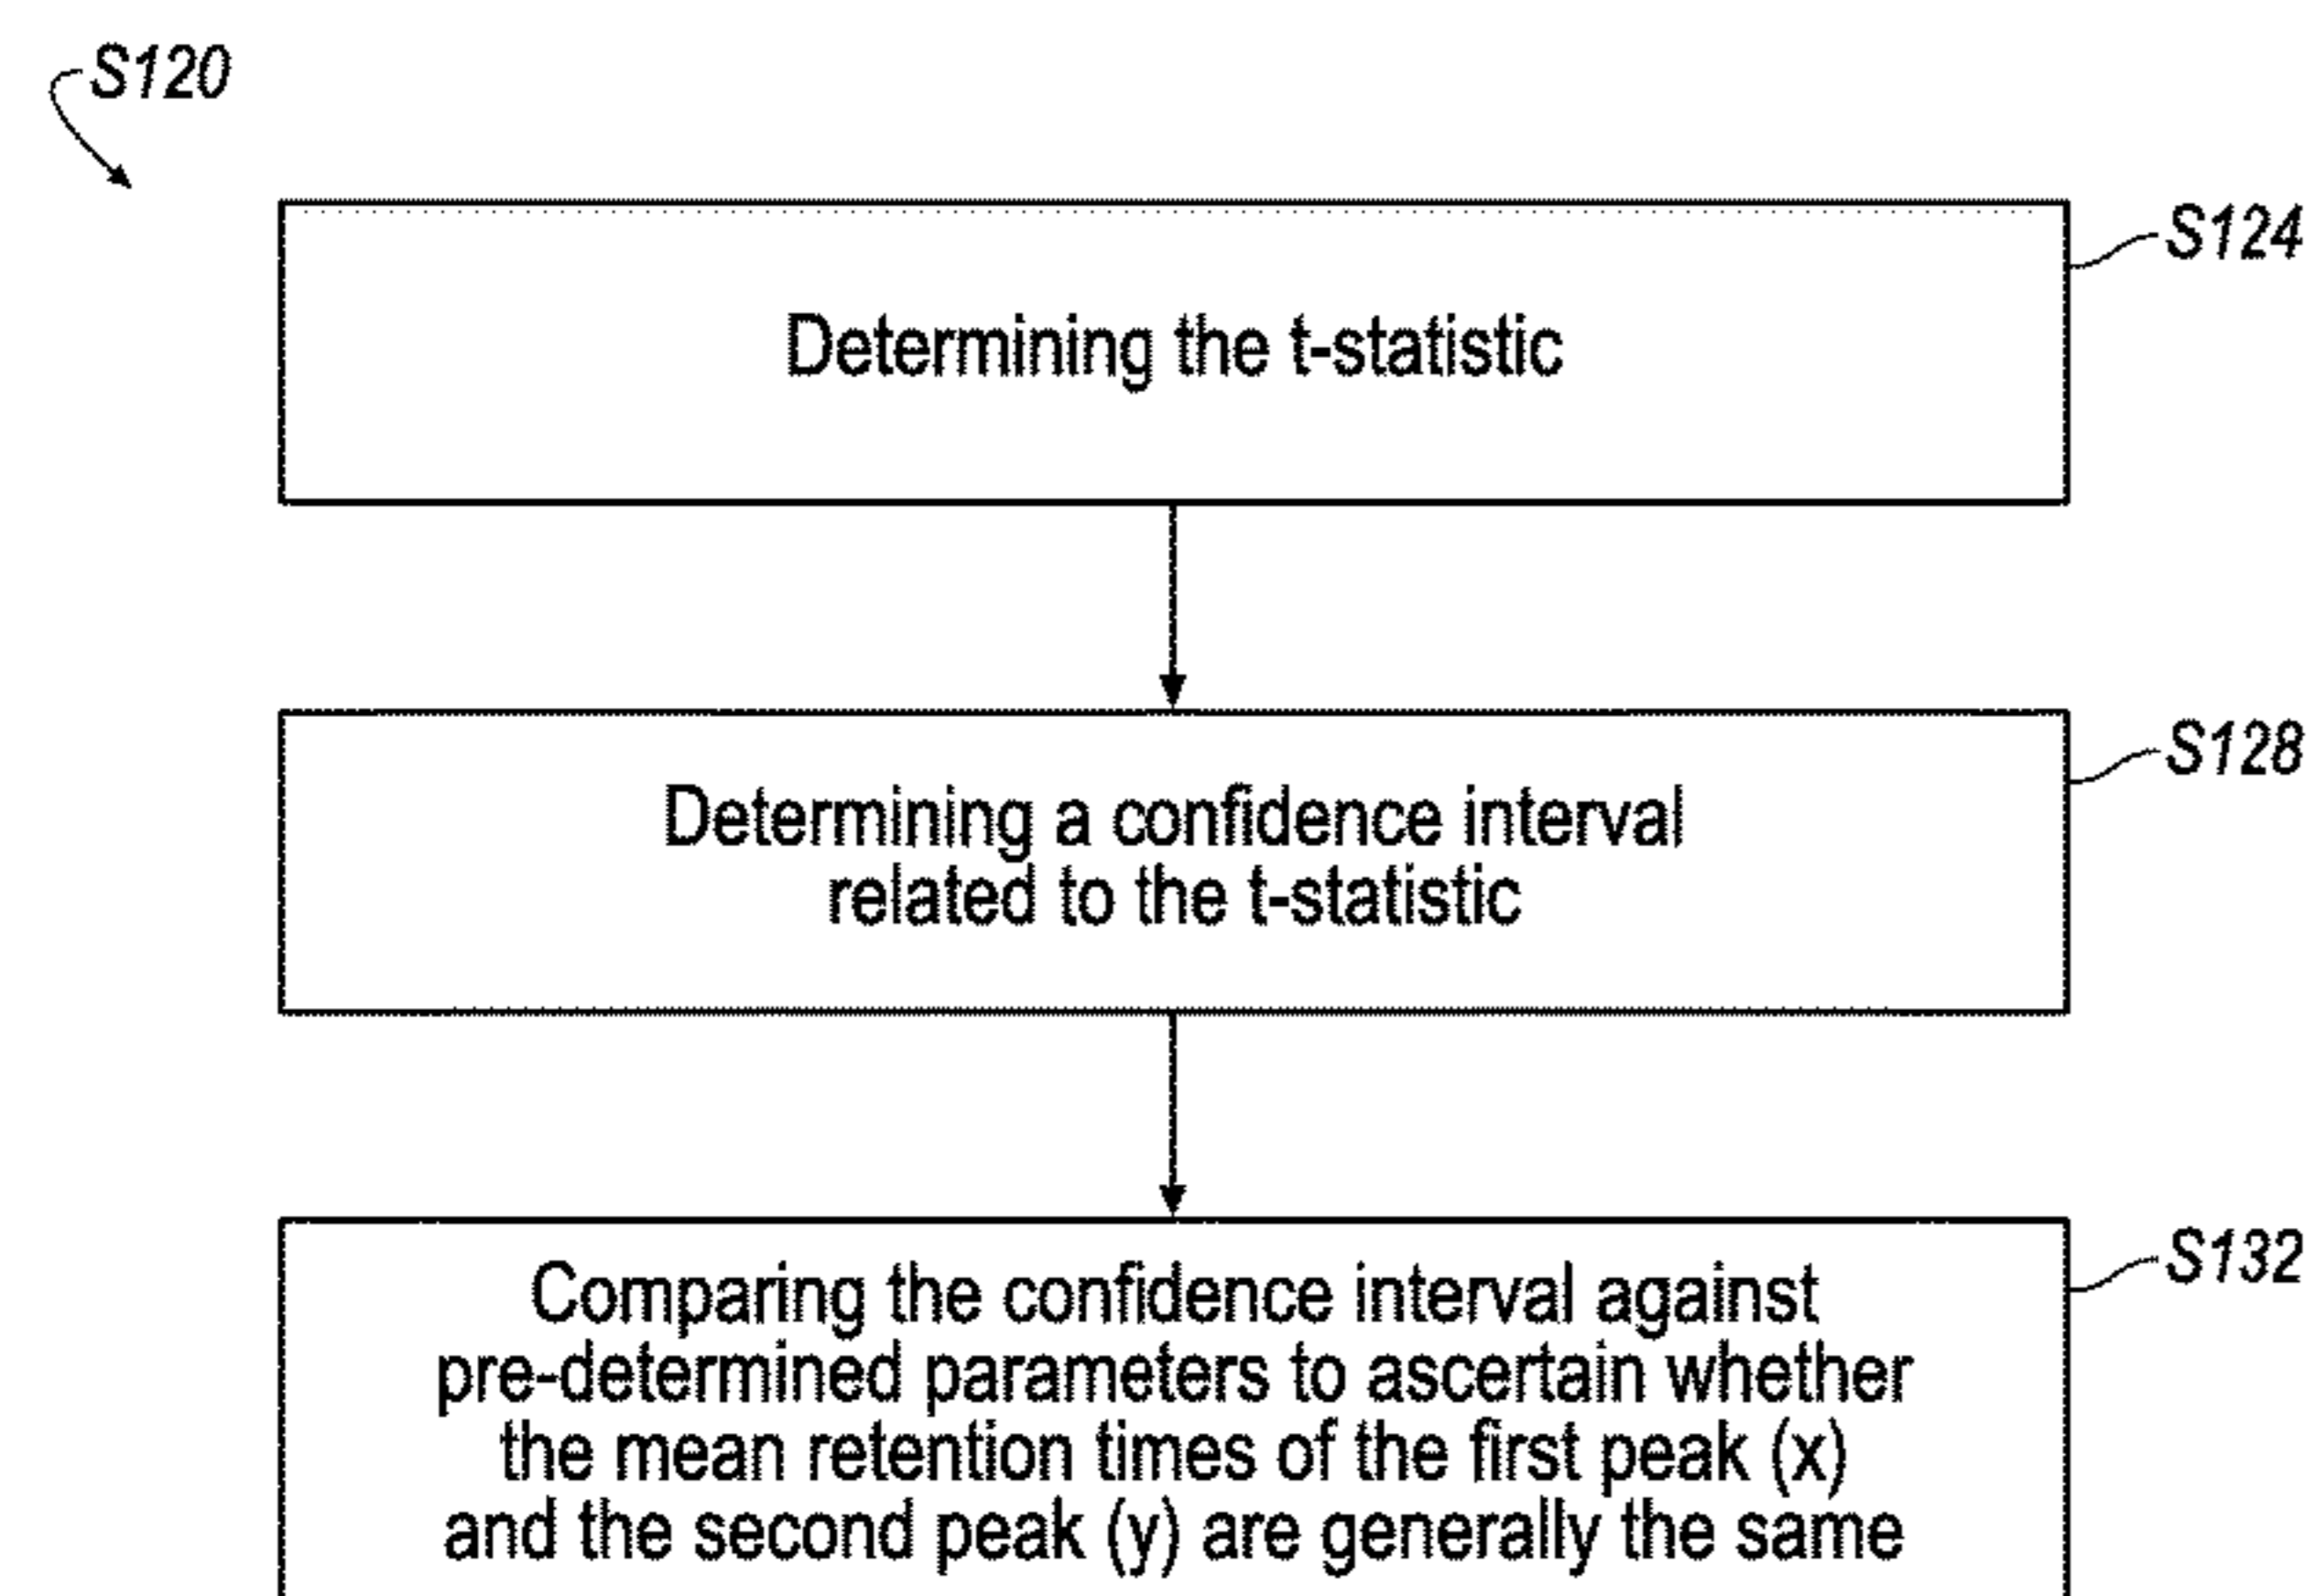 S120
S124
Determining the t-statistic
S128
Determining a confidence interval
related to the t-statistic
S132
Comparing the confidence interval against
pre-determined parameters to ascertain whether
the mean retention times of the first peak (x)
and the second peak (y) are generally the same